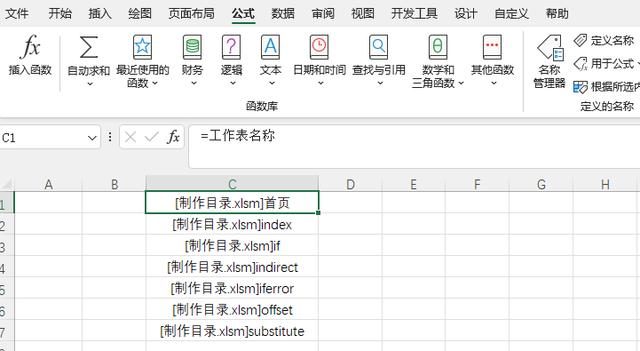 文件 开始 插入 绘图 页面布局 公式 数据 审阅 视图 开发工具 设计 自定义 帮助
fx Σ ? A θ
插入函数 自动求和 最近使用的函数 财务 逻辑 文本 日期和时间 查找与引用 数学和三角函数 其他函数 名称管理器
定义名称
用于公式
根据所选内
函数库 定义的名称
C1 fx =工作表名称
A B C D E F G H
1 [制作目录.xlsm]首页
2 [制作目录.xlsm]index
3 [制作目录.xlsm]if
4 [制作目录.xlsm]indirect
5 [制作目录.xlsm]iferror
6 [制作目录.xlsm]offset
7 [制作目录.xlsm]substitute